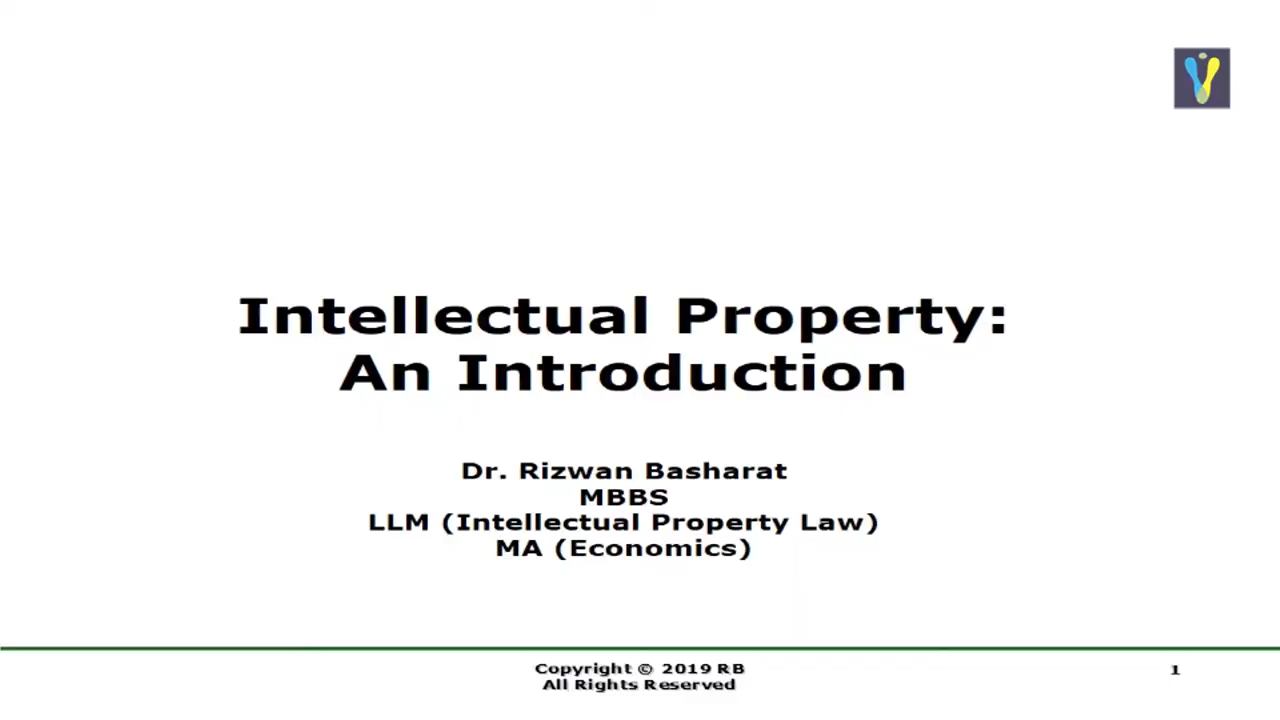 Intellectual Property:
An Introduction
Dr. Rizwan Basharat
MBBS
LLM (Intellectual Property Law)
MA (Economics)
Copyright © 2019 RB
All Rights Reserved
1